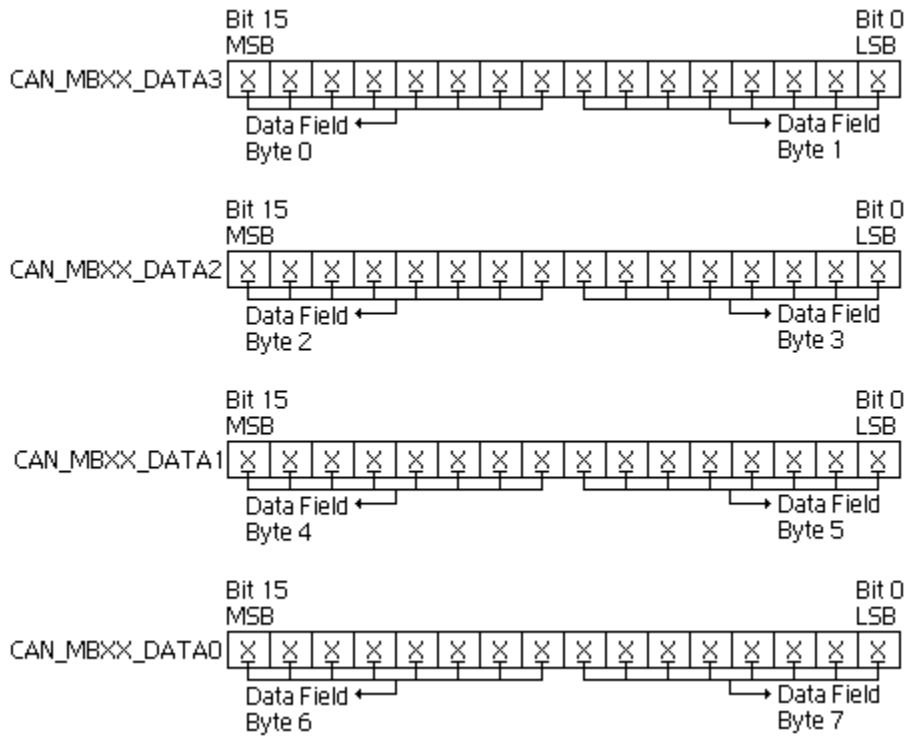 Bit 15 Bit 0
MSB LSB
CAN_MBXX_DATA3 X X X X X X X X X X X X X X X X
Data Field Data Field
Byte 0 Byte 1
Bit 15 Bit 0
MSB LSB
CAN_MBXX_DATA2 X X X X X X X X X X X X X X X X
Data Field Data Field
Byte 2 Byte 3
Bit 15 Bit 0
MSB LSB
CAN_MBXX_DATA1 X X X X X X X X X X X X X X X X
Data Field Data Field
Byte 4 Byte 5
Bit 15 Bit 0
MSB LSB
CAN_MBXX_DATA0 X X X X X X X X X X X X X X X X
Data Field Data Field
Byte 6 Byte 7